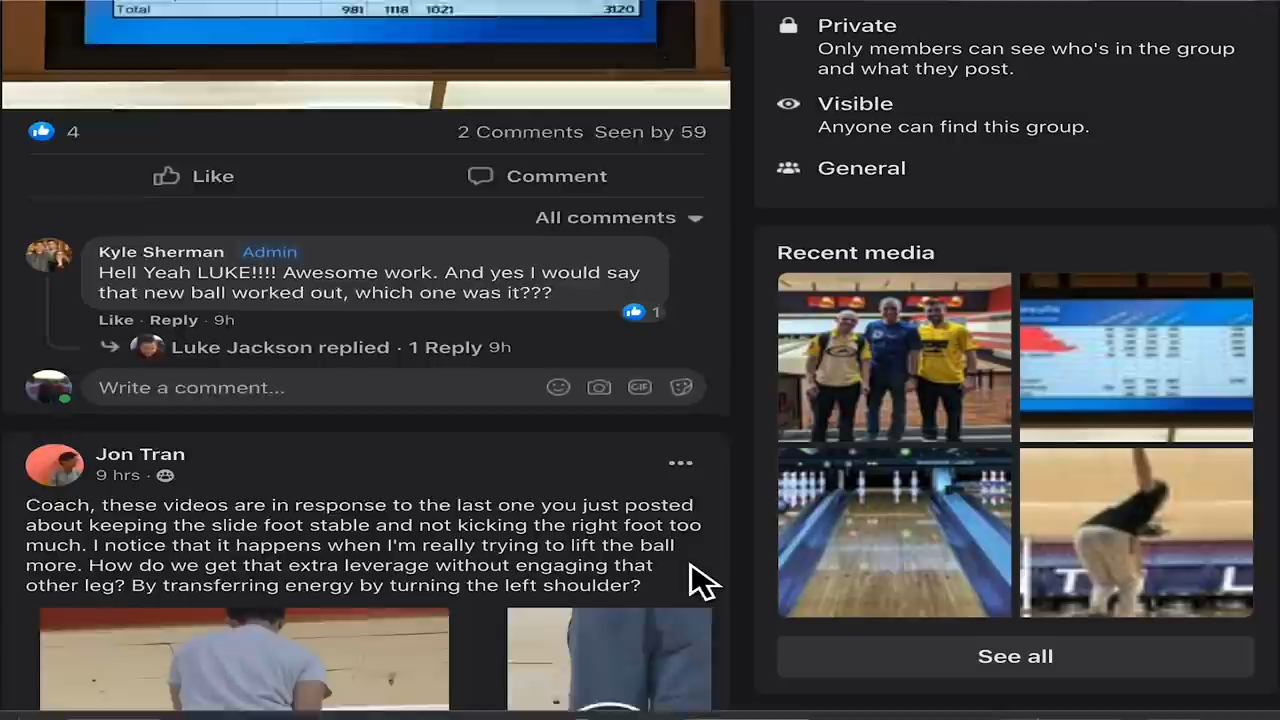 Total 981 1118 1021 3120
4
2 Comments Seen by 59
Like
Comment
All comments
Kyle Sherman Admin
Hell Yeah LUKE!!!! Awesome work. And yes I would say
that new ball worked out, which one was it???
1
Like · Reply · 9h
Luke Jackson replied · 1 Reply 9h
Write a comment...
GIF
Jon Tran
9 hrs ·
Coach, these videos are in response to the last one you just posted
about keeping the slide foot stable and not kicking the right foot too
much. I notice that it happens when I'm really trying to lift the ball
more. How do we get that extra leverage without engaging that
other leg? By transferring energy by turning the left shoulder?
Private
Only members can see who's in the group
and what they post.
Visible
Anyone can find this group.
General
Recent media
See all